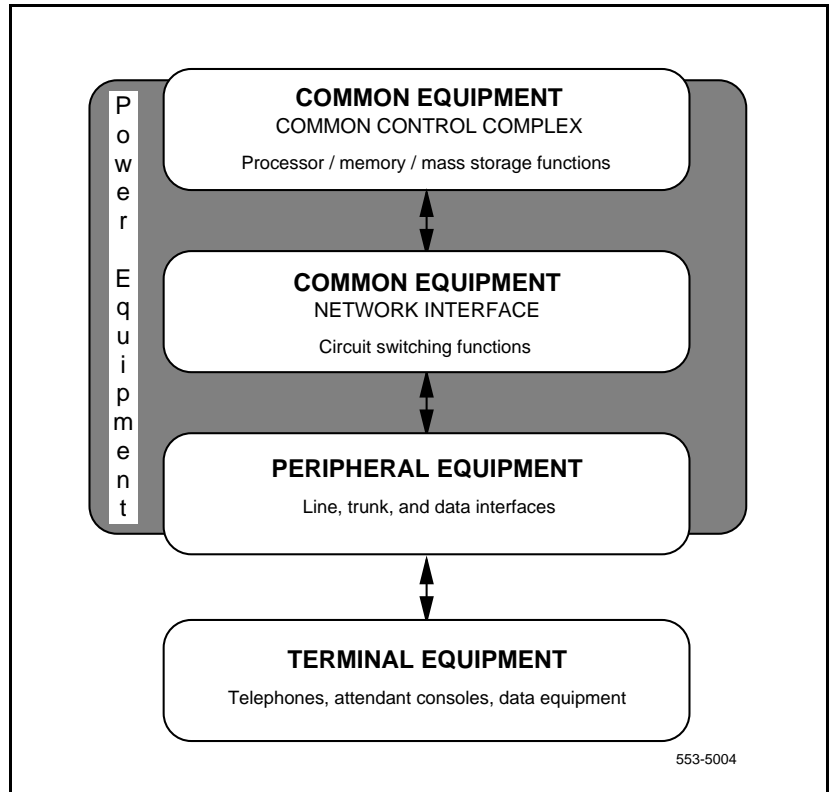 Power Equipment
COMMON EQUIPMENT
COMMON CONTROL COMPLEX
Processor / memory / mass storage functions
COMMON EQUIPMENT
NETWORK INTERFACE
Circuit switching functions
PERIPHERAL EQUIPMENT
Line, trunk, and data interfaces
TERMINAL EQUIPMENT
Telephones, attendant consoles, data equipment
553-5004